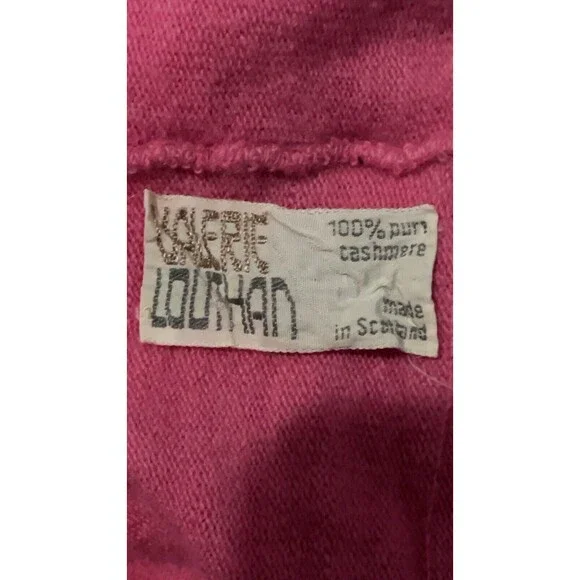 VALERIE
LOUTHAN
100% pure
cashmere
made
in Scotland